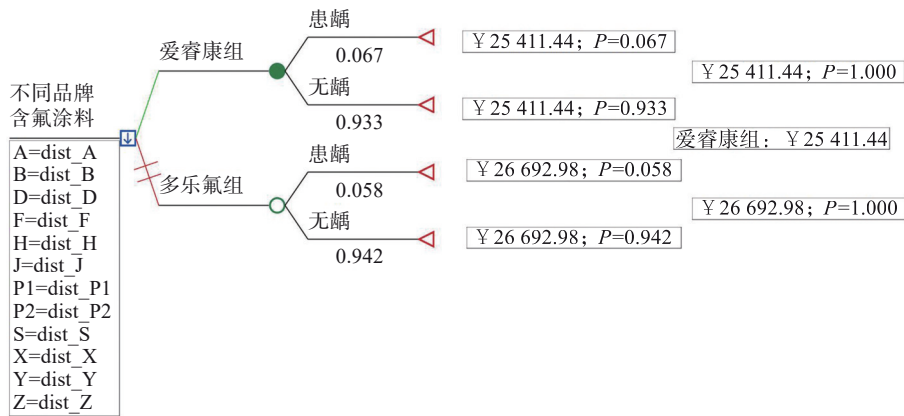 不同品牌
含氟涂料
A=dist_A
B=dist_B
D=dist_D
F=dist_F
H=dist_H
J=dist_J
P1=dist_P1
P2=dist_P2
S=dist_S
X=dist_X
Y=dist_Y
Z=dist_Z
爱睿康组
患龋
0.067
¥25 411.44；P=0.067
¥25 411.44；P=1.000
无龋
0.933
¥25 411.44；P=0.933
爱睿康组：¥25 411.44
多乐氟组
患龋
0.058
¥26 692.98；P=0.058
¥26 692.98；P=1.000
无龋
0.942
¥26 692.98；P=0.942